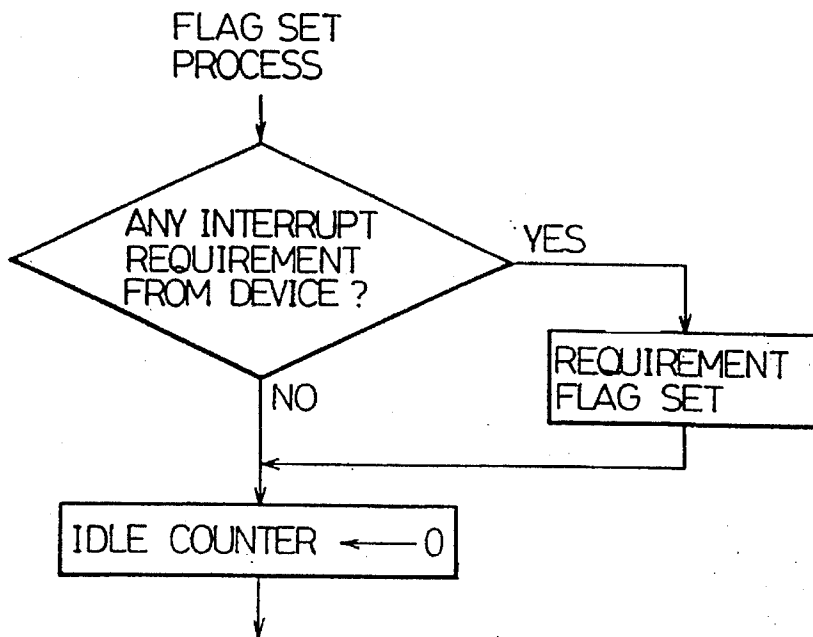 FLAG SET
PROCESS
ANY INTERRUPT
REQUIREMENT
FROM DEVICE ?
YES
REQUIREMENT
FLAG SET
NO
IDLE COUNTER ← 0